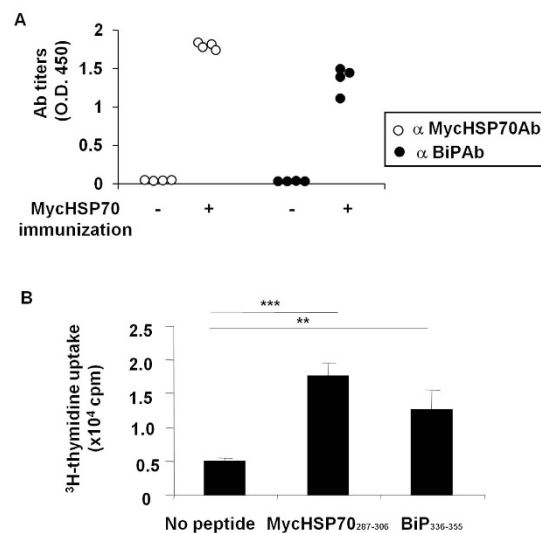 A
Ab titers
(O.D. 450)
2
1.5
1
0.5
0
MycHSP70
immunization
- + - +
○ α MycHSP70Ab
● α BiPAb
B
***
**
³H-thymidine uptake
(x10⁴ cpm)
2.5
2.0
1.5
1.0
0.5
0
No peptide MycHSP70₂₈₇₋₃₀₆ BiP₃₃₆₋₃₅₅